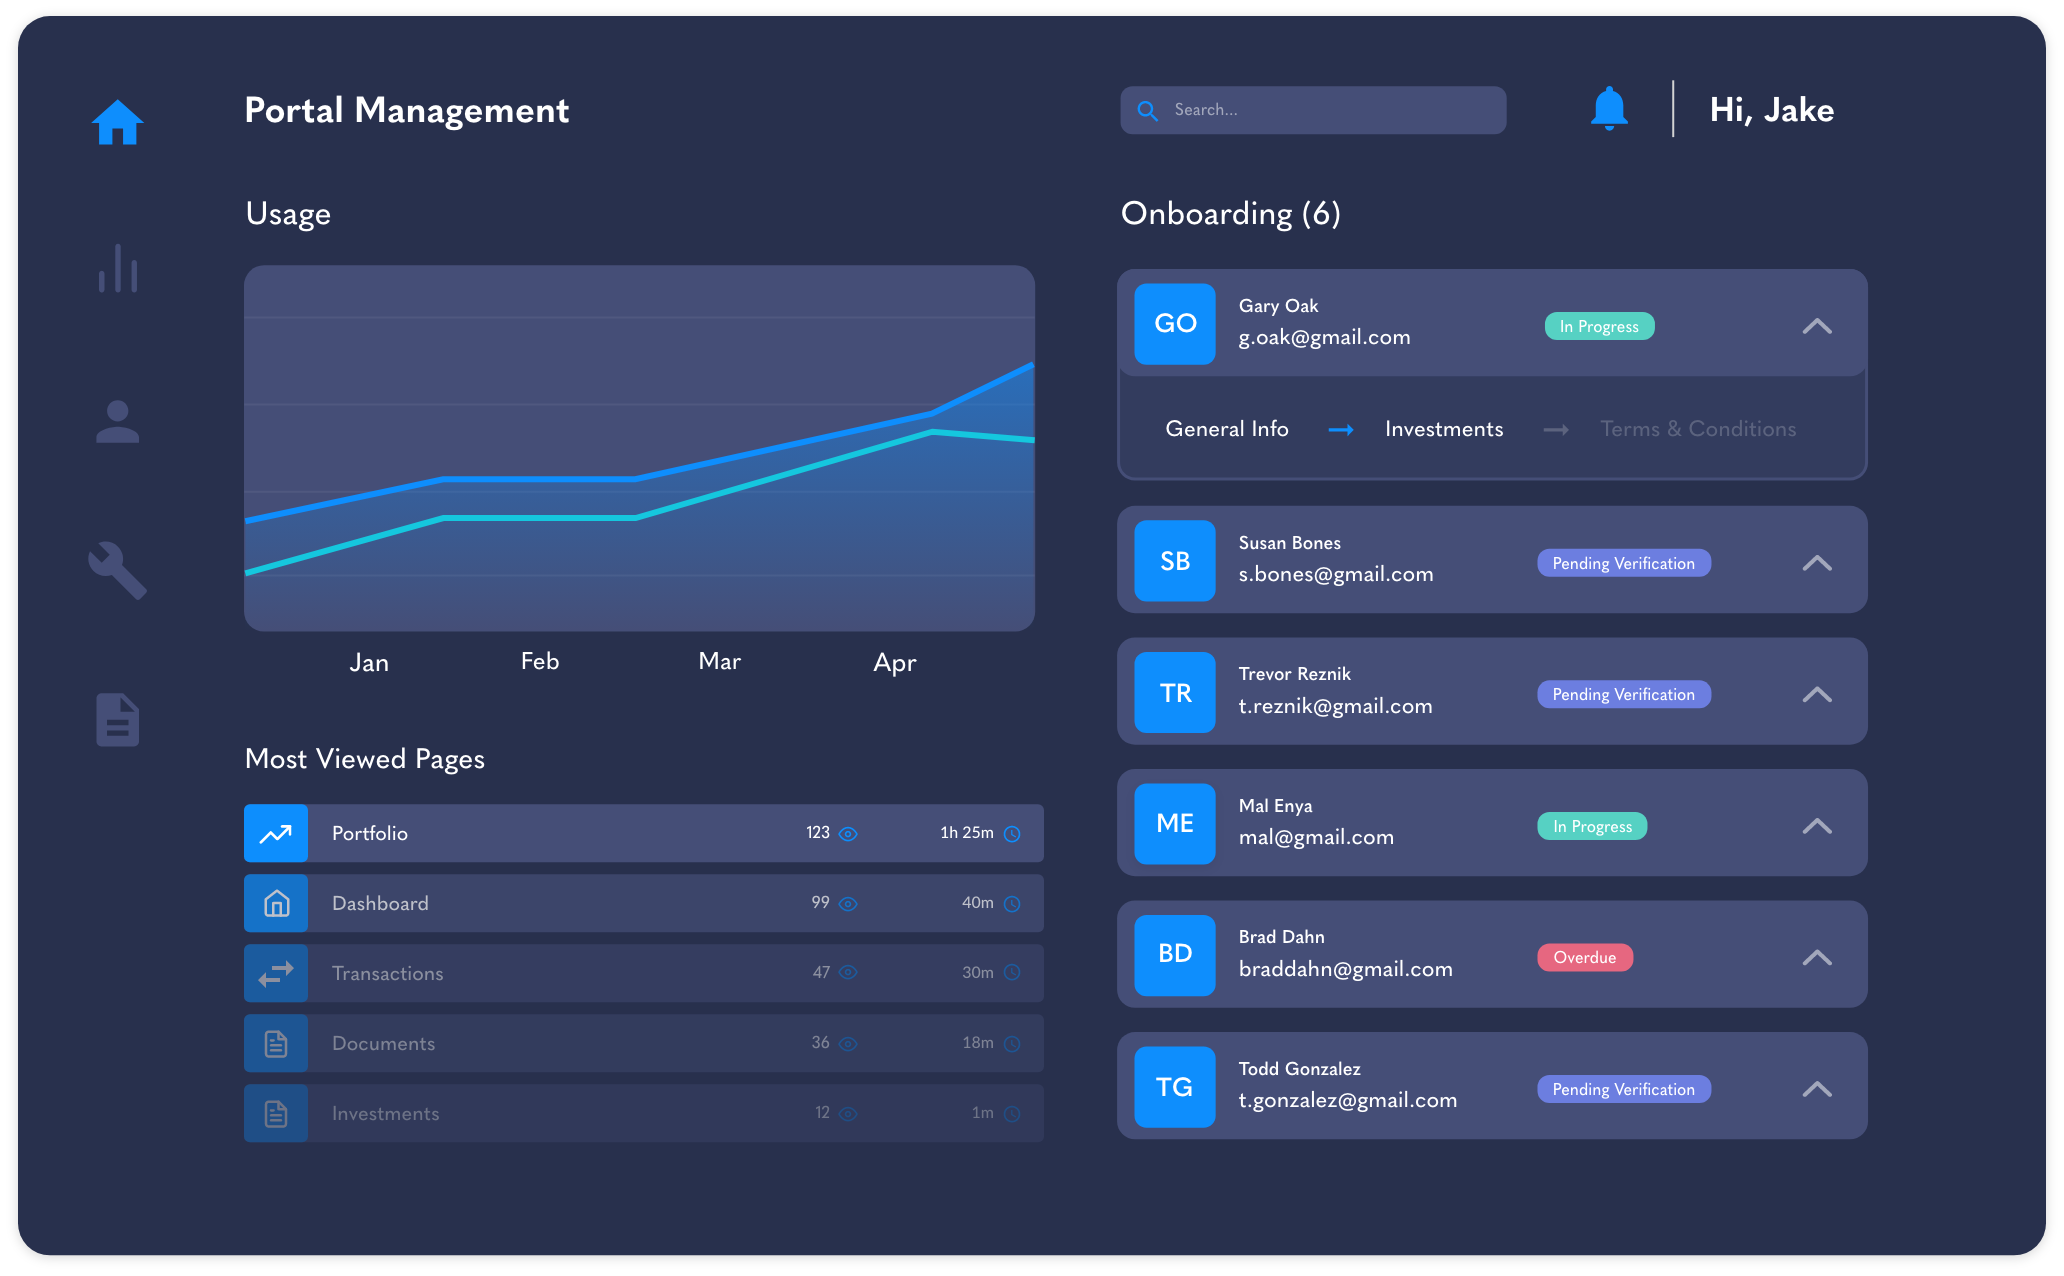 Portal Management
Search...
Hi, Jake
Usage
Jan Feb Mar Apr
Most Viewed Pages
Portfolio 123 1h 25m
Dashboard 99 40m
Transactions 47 30m
Documents 36 18m
Investments 12 1m
Onboarding (6)
GO
Gary Oak
g.oak@gmail.com
In Progress
General Info Investments Terms & Conditions
SB
Susan Bones
s.bones@gmail.com
Pending Verification
TR
Trevor Reznik
t.reznik@gmail.com
Pending Verification
ME
Mal Enya
mal@gmail.com
In Progress
BD
Brad Dahn
braddahn@gmail.com
Overdue
TG
Todd Gonzalez
t.gonzalez@gmail.com
Pending Verification